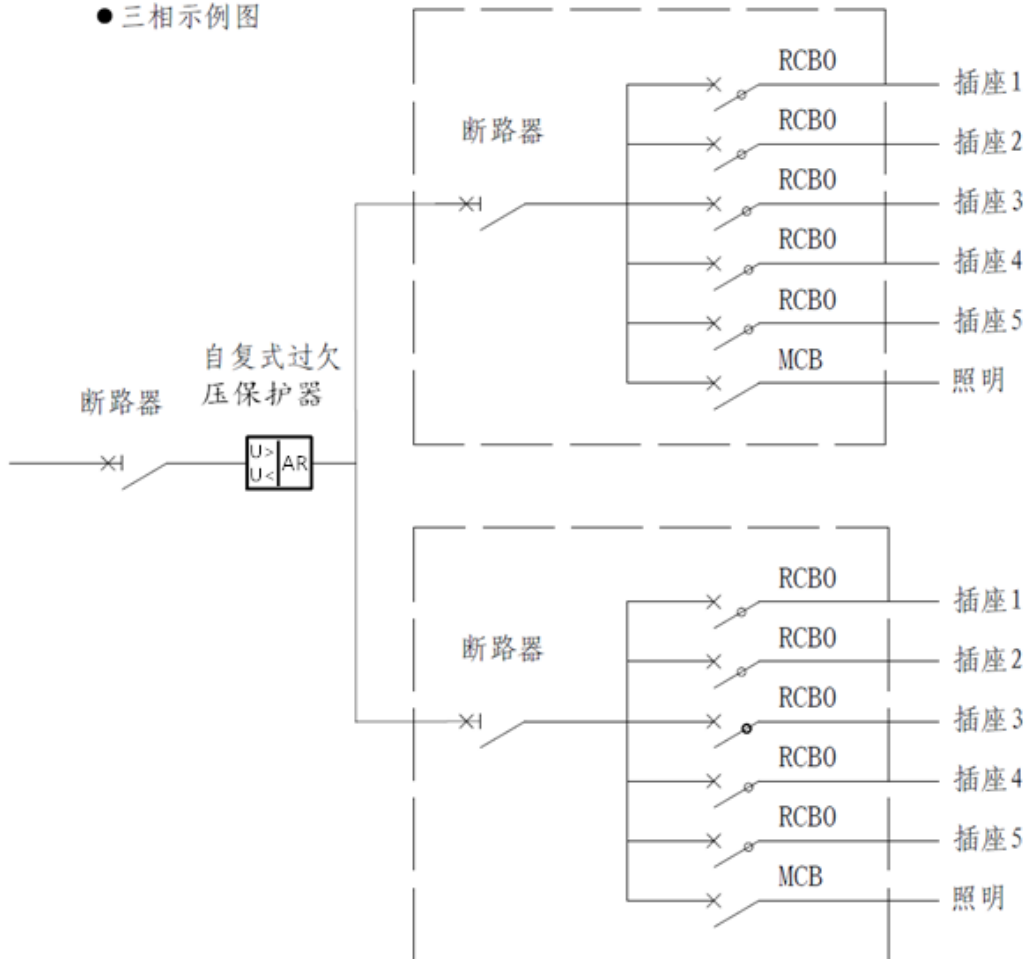 ● 三相示例图
RCBO
插座1
断路器
RCBO
插座2
RCBO
插座3
RCBO
插座4
RCBO
插座5
MCB
照明
自复式过欠
压保护器
断路器
U>
U<
AR
RCBO
插座1
断路器
RCBO
插座2
RCBO
插座3
RCBO
插座4
RCBO
插座5
MCB
照明